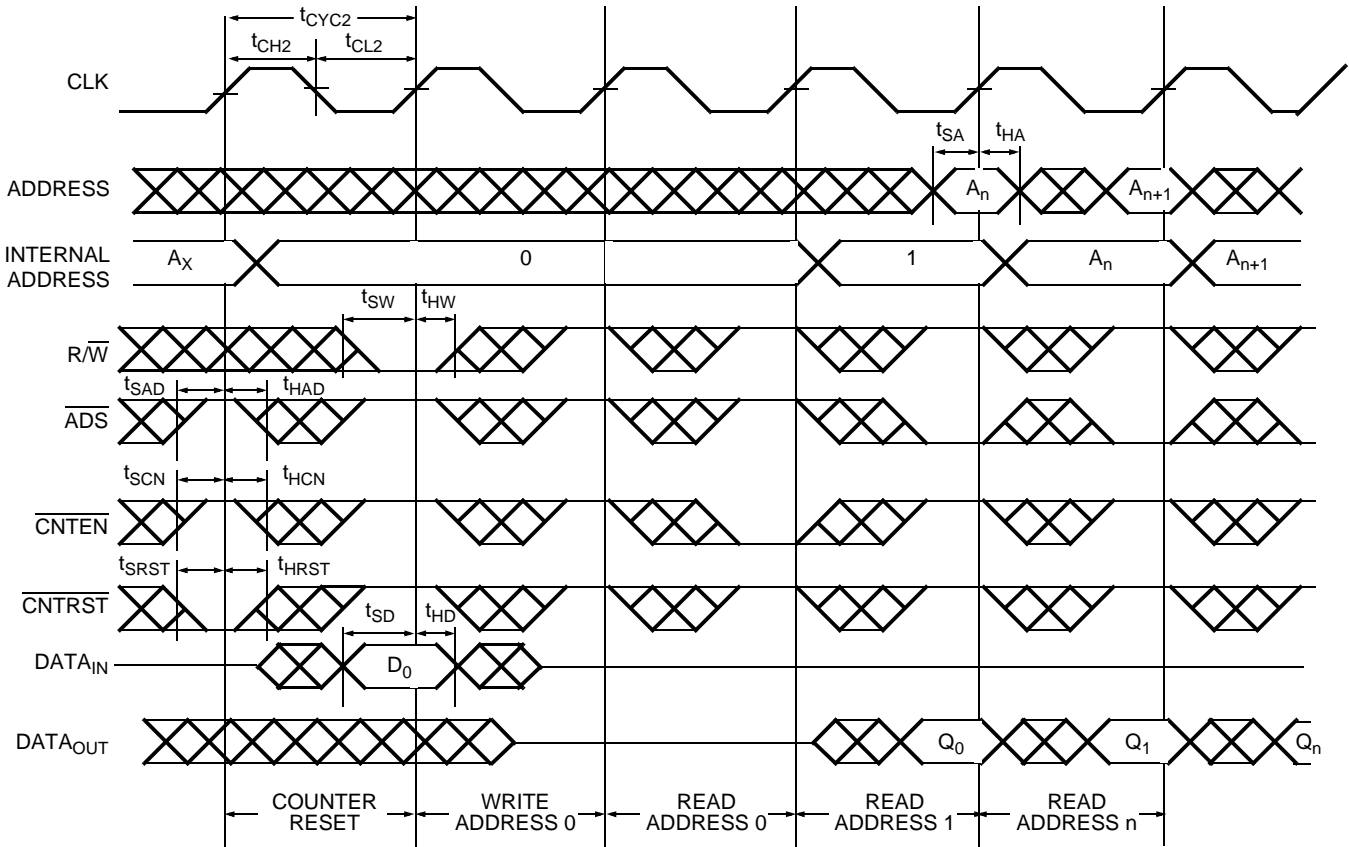 tCYC2
tCH2
tCL2
CLK
tSA
tHA
ADDRESS
An
An+1
INTERNAL
ADDRESS
AX
0
1
An
An+1
tSW
tHW
R/W
tSAD
tHAD
ADS
tSCN
tHCN
CNTEN
tSRST
tHRST
CNTRST
tSD
tHD
DATAIN
D0
DATAOUT
Q0
Q1
Qn
COUNTER
RESET
WRITE
ADDRESS 0
READ
ADDRESS 0
READ
ADDRESS 1
READ
ADDRESS n